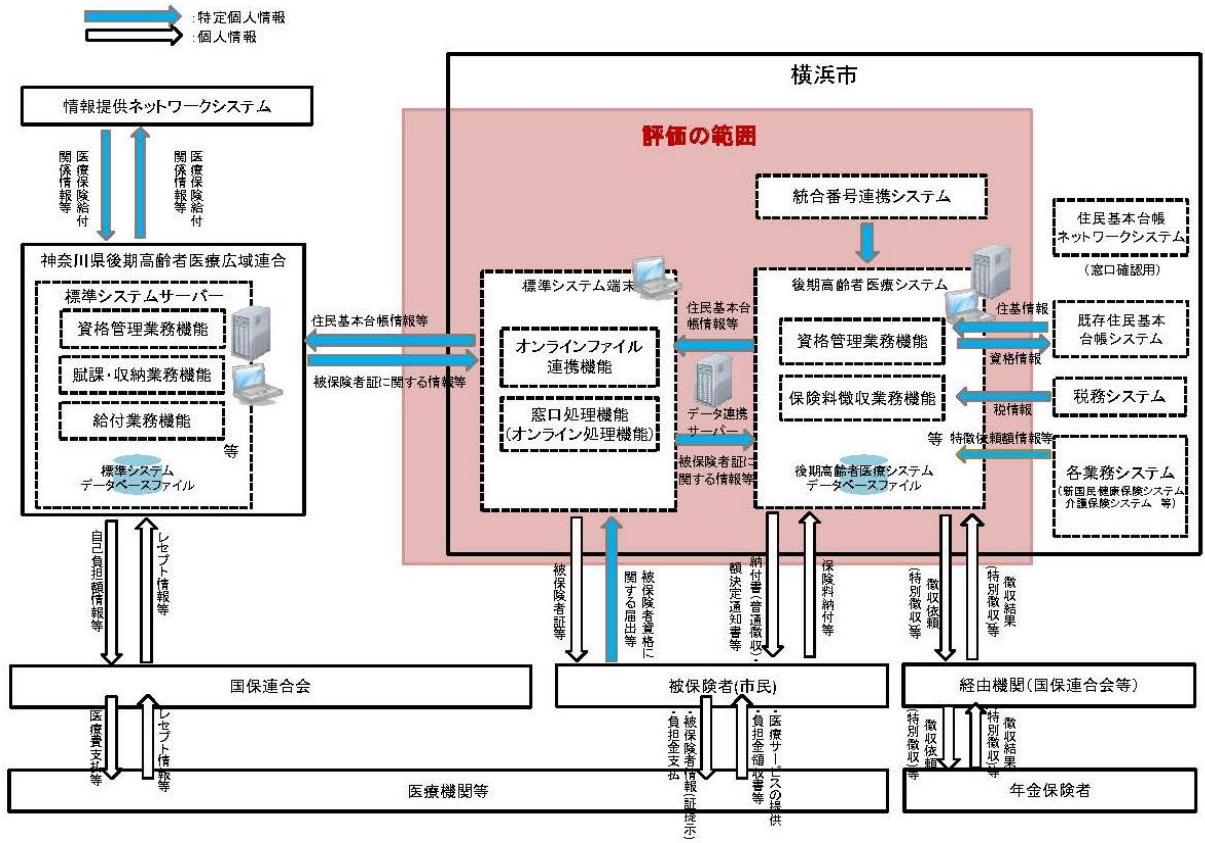 :特定個人情報
:個人情報
横浜市
情報提供ネットワークシステム
評価の範囲
医療保険給付
関係情報等
医療保険給付
関係情報等
統合番号連携システム
住民基本台帳
ネットワークシステム
(窓口確認用)
神奈川県後期高齢者医療広域連合
標準システムサーバー
資格管理業務機能
賦課・収納業務機能
給付業務機能
等
標準システム
データベースファイル
住民基本台帳情報等
被保険者証に関する情報等
標準システム端末
オンラインファイル
連携機能
窓口処理機能
(オンライン処理機能)
住民基本台
帳情報等
データ連携
サーバー
被保険者証に
関する情報等
後期高齢者医療システム
資格管理業務機能
保険料徴収業務機能
等
後期高齢者医療システム
データベースファイル
住基情報
資格情報
税情報
特徴依頼額情報等
既存住民基本
台帳システム
税務システム
各業務システム
(新国民健康保険システム
介護保険システム 等)
自己負担額情報等
レセプト情報等
被保険者証等
被保険者資格に
関する届出等
納付書(普通徴収)・
額決定通知書等
保険料納付等
徴収依頼
(特別徴収)等
徴収結果
(特別徴収)等
国保連合会
被保険者(市民)
経由機関(国保連合会等)
医療費支払等
レセプト情報等
・被保険者情報(証提示)
・負担金支払
・医療サービスの提供
・負担金領収書等
徴収依頼
(特別徴収)等
徴収結果
(特別徴収)等
医療機関等
年金保険者